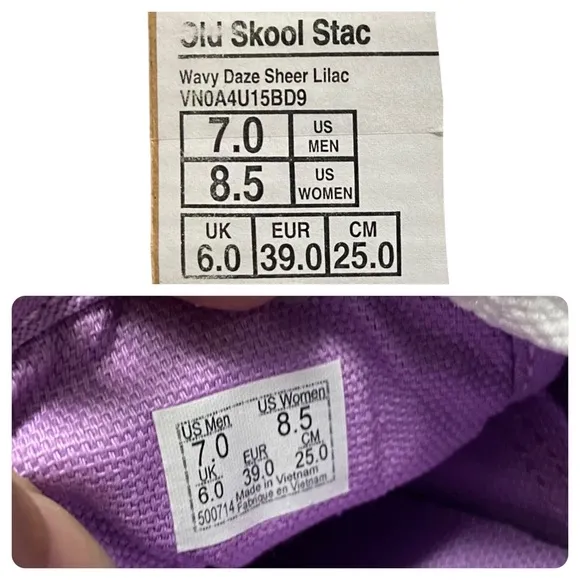 Old Skool Stac
Wavy Daze Sheer Lilac
VN0A4U15BD9
7.0 US MEN
8.5 US WOMEN
UK EUR CM
6.0 39.0 25.0
US Men US Women
7.0 8.5
UK EUR CM
6.0 39.0 25.0
500714 Made in Vietnam
Fabrique en Vietnam